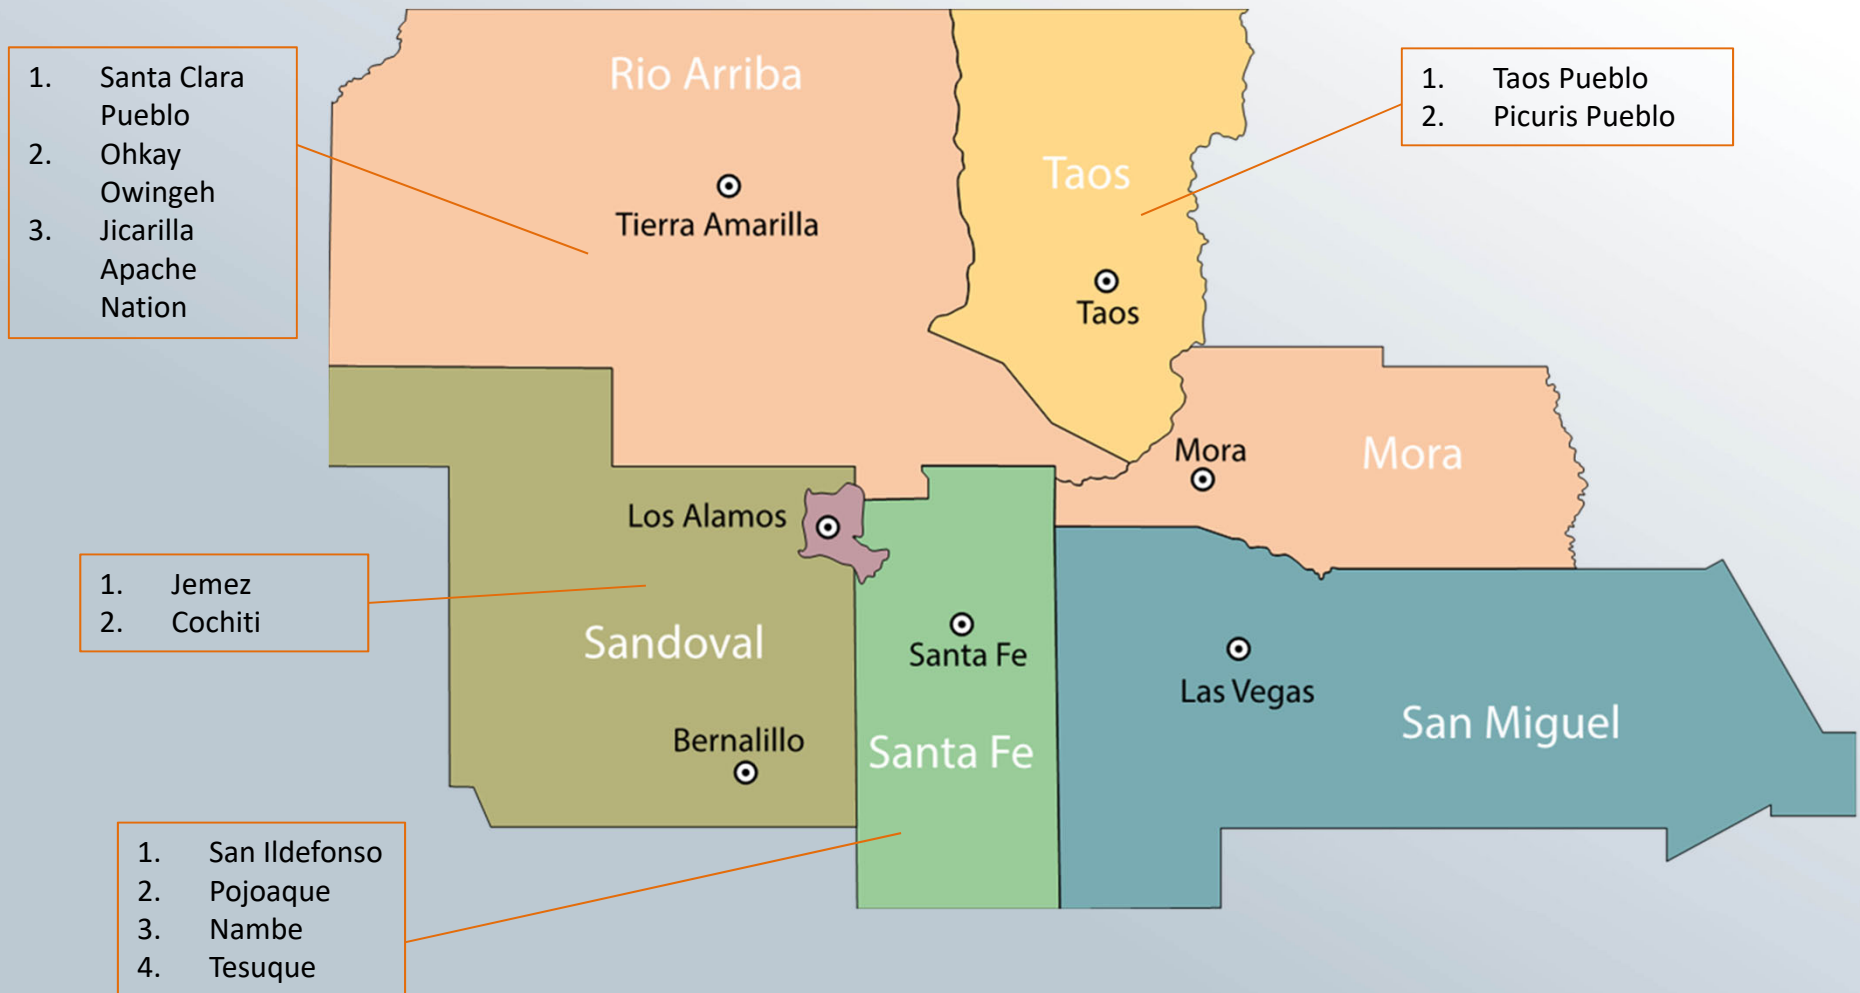 1. Santa Clara
Pueblo
2. Ohkay
Owingeh
3. Jicarilla
Apache
Nation
Rio Arriba
Tierra Amarilla
Taos
Taos
1. Taos Pueblo
2. Picuris Pueblo
Mora
Mora
Los Alamos
1. Jemez
2. Cochiti
Sandoval
Bernalillo
Santa Fe
Santa Fe
Las Vegas
San Miguel
1. San Ildefonso
2. Pojoaque
3. Nambe
4. Tesuque